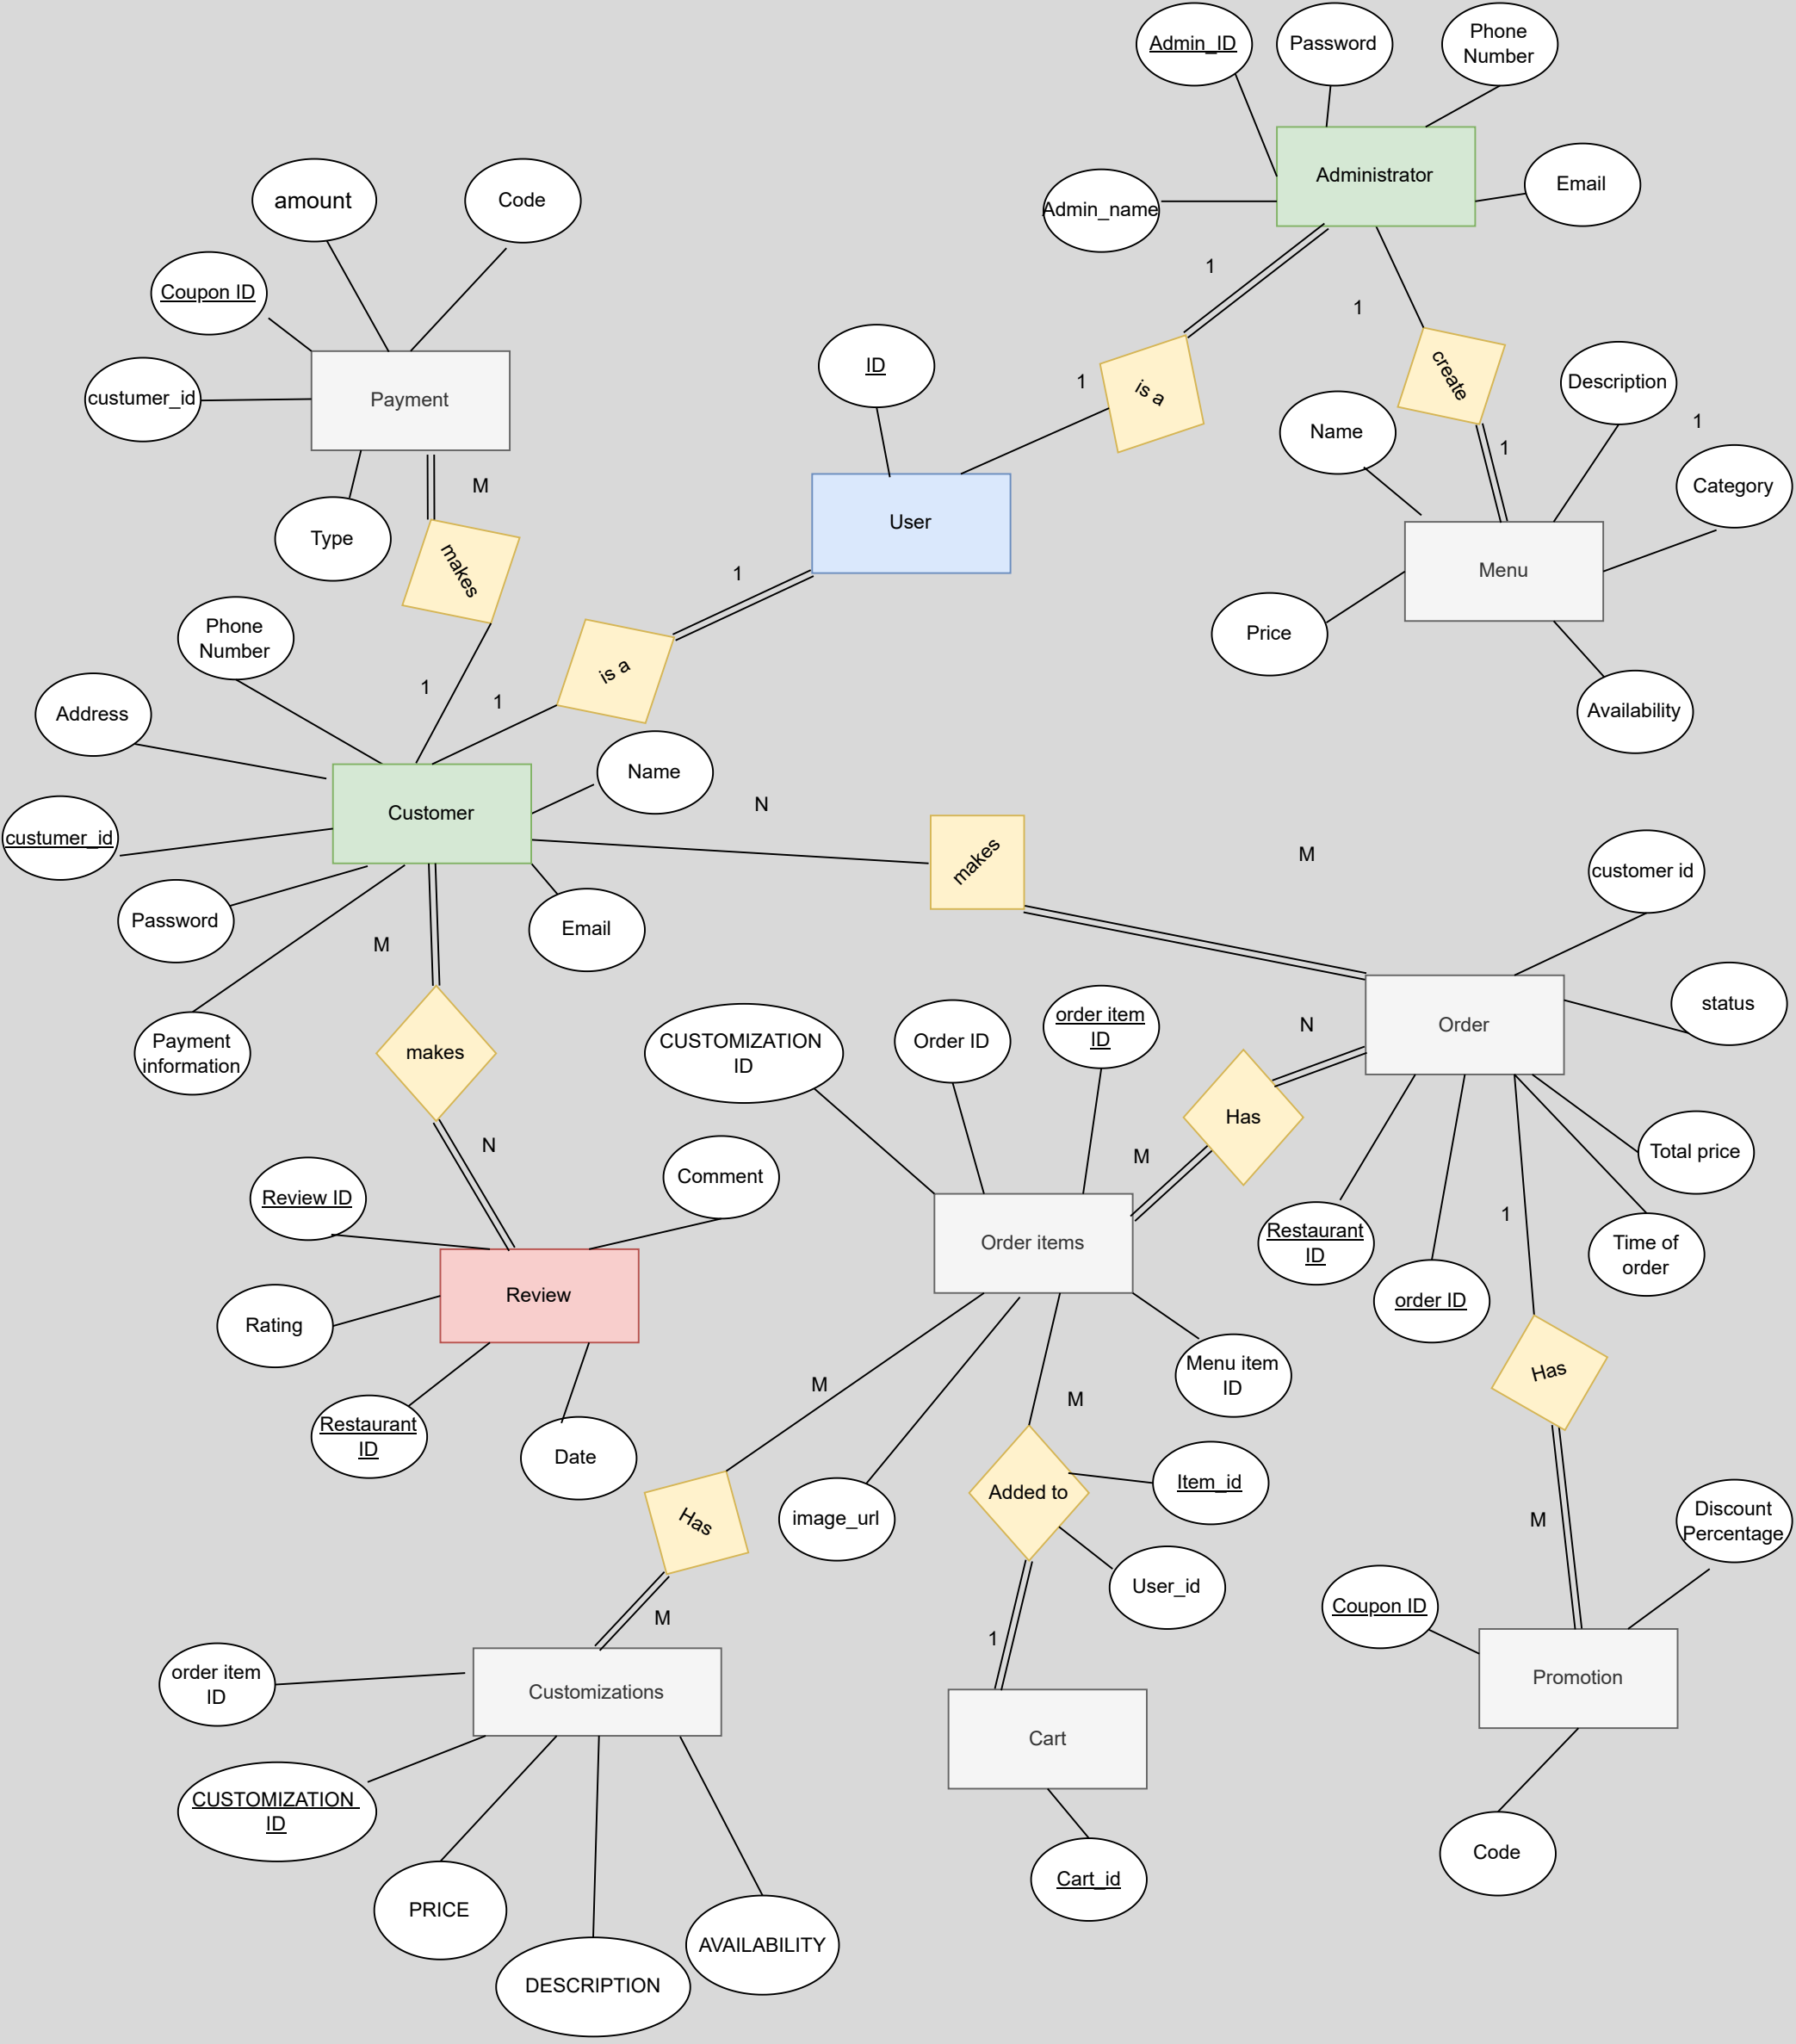 Admin_ID
Password
Phone
Number
Administrator
Email
Admin_name
amount
Code
1
1
Coupon ID
ID
create
Description
is a
1
custumer_id
Payment
Name
1
1
Category
M
User
Type
makes
1
Menu
Phone
Number
Price
is a
1
1
Address
Availability
Name
Customer
N
makes
custumer_id
M
customer id
Password
Email
M
status
Payment
information
makes
CUSTOMIZATION
ID
Order ID
order item
ID
N
Order
Has
N
M
Total price
Comment
Review ID
1
Restaurant
ID
Time of
order
Order items
Review
order ID
Rating
M
M
Menu item
ID
Has
Restaurant
ID
Date
Has
image_url
Added to
Item_id
M
Discount
Percentage
User_id
Coupon ID
M
1
order item
ID
Customizations
Promotion
Cart
CUSTOMIZATION
ID
Code
Cart_id
PRICE
AVAILABILITY
DESCRIPTION